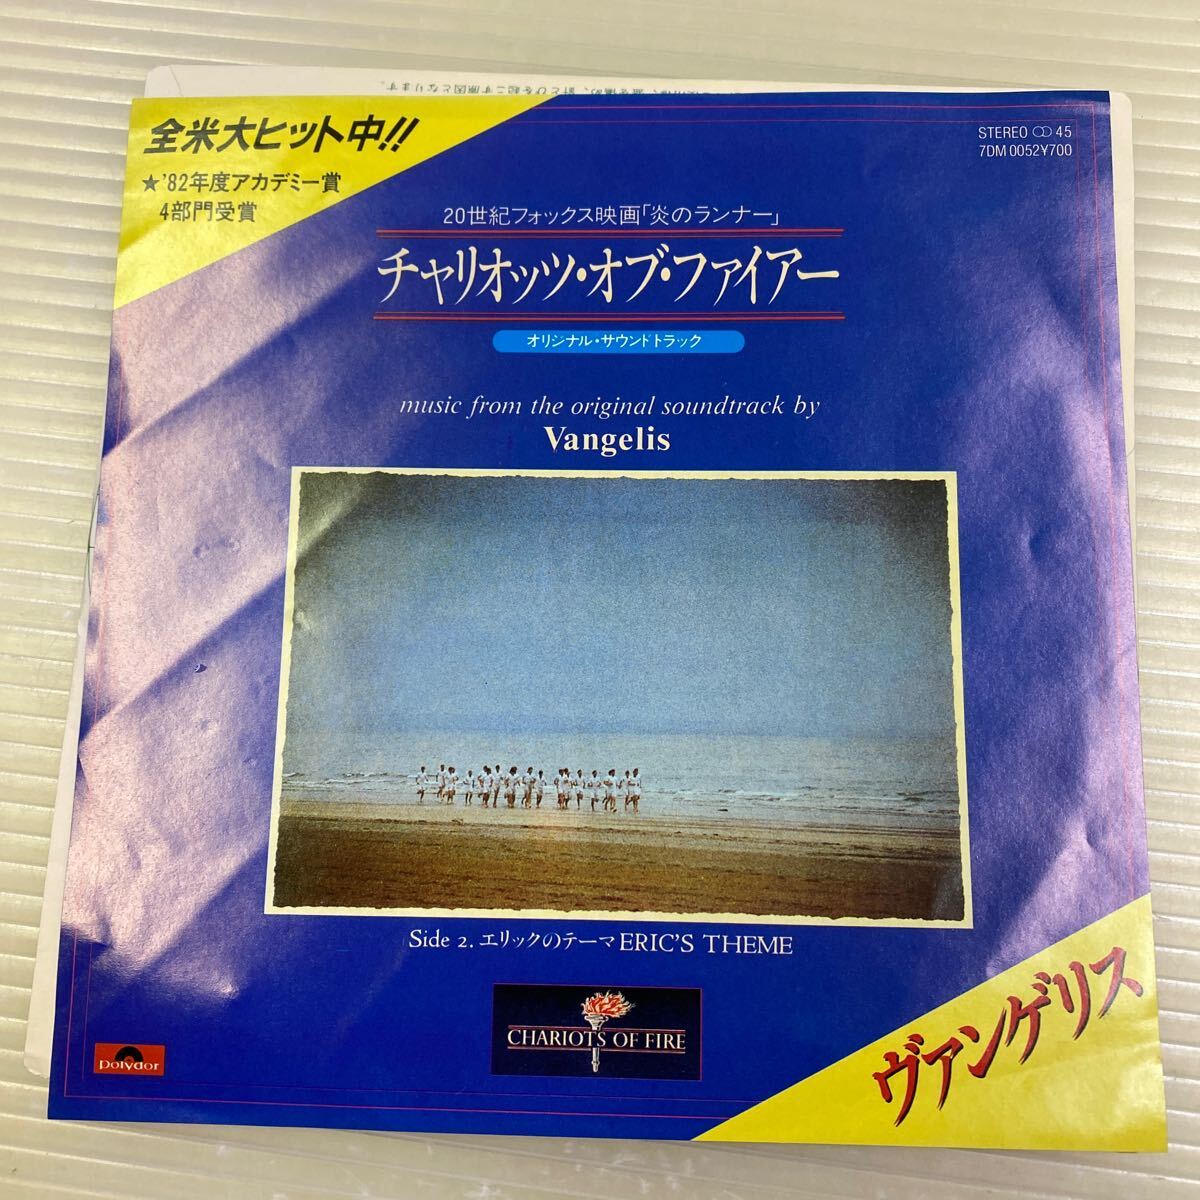 全米大ヒット中!!
★'82年度アカデミー賞
4部門受賞
STEREO 45
7DM 0052¥700
20世紀フォックス映画「炎のランナー」
チャリオッツ・オブ・ファイアー
オリジナル・サウンドトラック
music from the original soundtrack by
Vangelis
Side 2. エリックのテーマ ERIC'S THEME
CHARIOTS OF FIRE
polydor
ヴァンゲリス